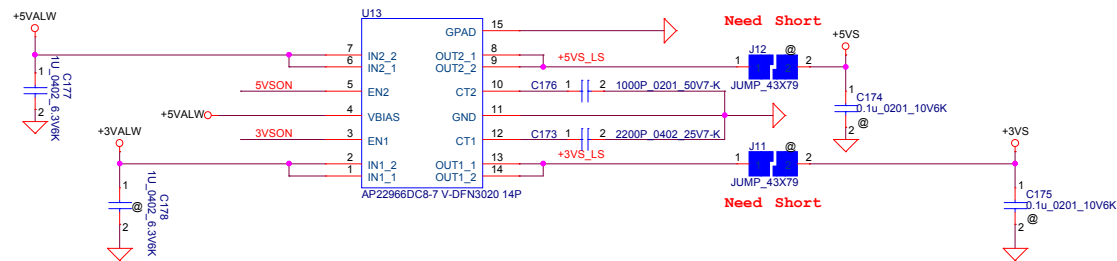 +5VALW
1
2
C177
1U_0402_6.3V6K
+3VALW
1
2
@
C178
1U_0402_6.3V6K
5VSON
+5VALW
3VSON
U13
7
6
5
4
3
2
1
IN2_2
IN2_1
EN2
VBIAS
EN1
IN1_2
IN1_1
GPAD
OUT2_1
OUT2_2
CT2
GND
CT1
OUT1_1
OUT1_2
15
8
9
10
11
12
13
14
AP22966DC8-7 V-DFN3020 14P
+5VS_LS
C176 1 2 1000P_0201_50V7-K
C173 1 2 2200P_0402_25V7-K
+3VS_LS
Need Short
J12 @
1 1 2 2
JUMP_43X79
J11 @
1 1 2 2
JUMP_43X79
Need Short
+5VS
1
2
C174
0.1u_0201_10V6K
@
+3VS
1
2
C175
0.1u_0201_10V6K
@